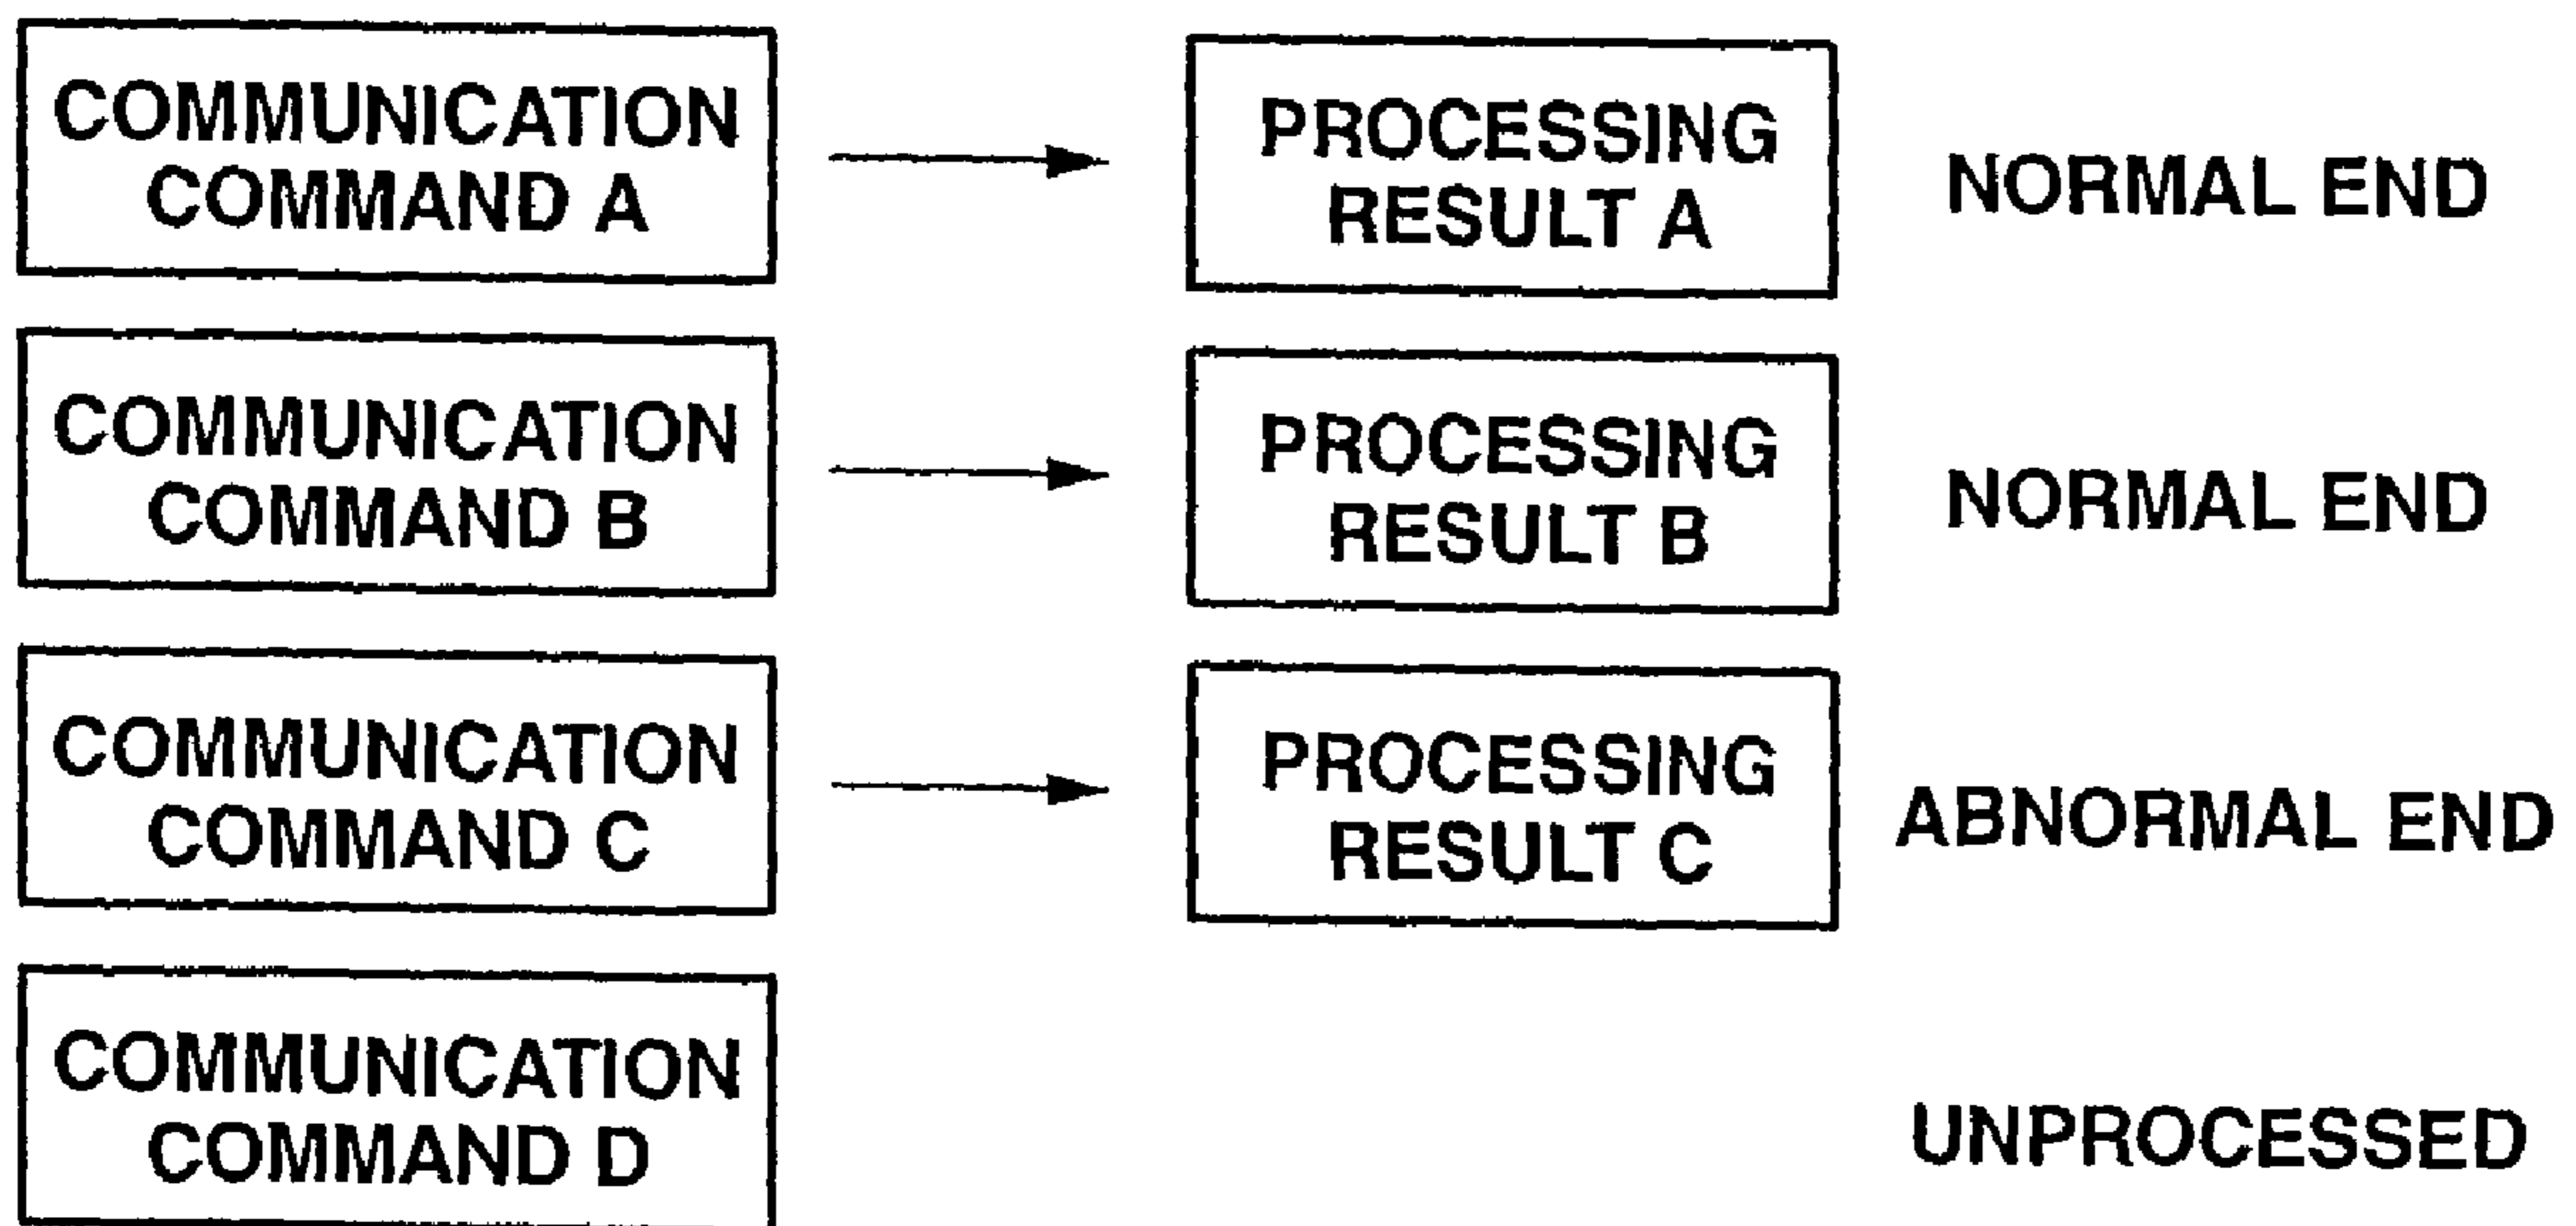 COMMUNICATION
COMMAND A
PROCESSING
RESULT A
NORMAL END
COMMUNICATION
COMMAND B
PROCESSING
RESULT B
NORMAL END
COMMUNICATION
COMMAND C
PROCESSING
RESULT C
ABNORMAL END
COMMUNICATION
COMMAND D
UNPROCESSED